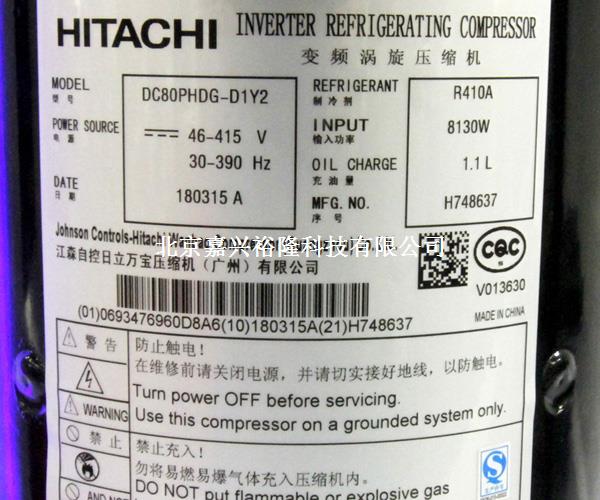 HITACHI INVERTER REFRIGERATING COMPRESSOR
变频涡旋压缩机
MODEL DC80PHDG-D1Y2
型号
POWER SOURCE 46-415 V
电源
30-390 Hz
DATE 180315 A
日期
REFRIGERANT R410A
制冷剂
INPUT 8130W
输入功率
OIL CHARGE 1.1 L
充油量
MFG.NO. H748637
序号
Johnson Controls-Hitachi
北京嘉兴裕隆科技有限公司
江森自控日立万宝压缩机（广州）有限公司
CQC
V013630
MADE IN CHINA
(01)0693476960D8A6(10)180315A(21)H748637
警告
WARNING
防止触电！
在维修前请关闭电源，并请切实接好地线，以防触电。
Turn power OFF before servicing.
Use this compressor on a grounded system only.
禁止
AND NOT
禁止充入！
勿将易燃易爆气体充入压缩机内。
DO NOT put flammable or explosive gas